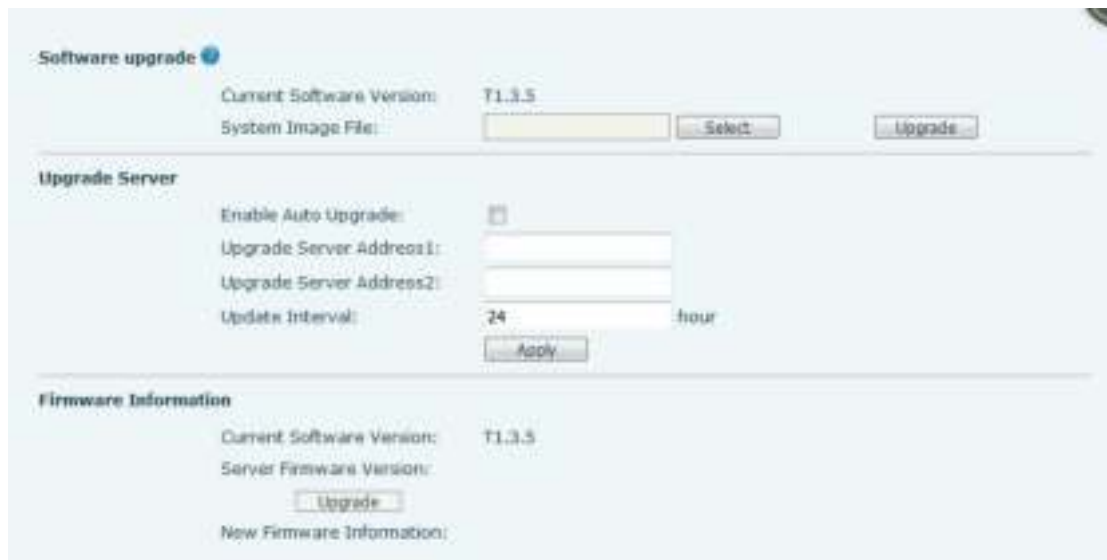 Software upgrade
Current Software Version: T1.3.5
System Image File: Select Upgrade
Upgrade Server
Enable Auto Upgrade:
Upgrade Server Address1:
Upgrade Server Address2:
Update Interval: 24 hour
Apply
Firmware Information
Current Software Version: T1.3.5
Server Firmware Version:
Upgrade
New Firmware Information: